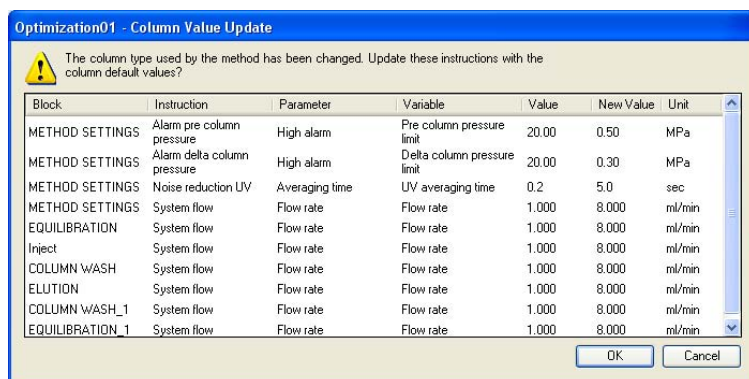 Optimization01 - Column Value Update
The column type used by the method has been changed. Update these instructions with the
column default values?
Block Instruction Parameter Variable Value New Value Unit
METHOD SETTINGS Alarm pre column pressure High alarm Pre column pressure limit 20.00 0.50 MPa
METHOD SETTINGS Alarm delta column pressure High alarm Delta column pressure limit 20.00 0.30 MPa
METHOD SETTINGS Noise reduction UV Averaging time UV averaging time 0.2 5.0 sec
METHOD SETTINGS System flow Flow rate Flow rate 1.000 8.000 ml/min
EQUILIBRATION System flow Flow rate Flow rate 1.000 8.000 ml/min
Inject System flow Flow rate Flow rate 1.000 8.000 ml/min
COLUMN WASH System flow Flow rate Flow rate 1.000 8.000 ml/min
ELUTION System flow Flow rate Flow rate 1.000 8.000 ml/min
COLUMN WASH_1 System flow Flow rate Flow rate 1.000 8.000 ml/min
EQUILIBRATION_1 System flow Flow rate Flow rate 1.000 8.000 ml/min
OK Cancel